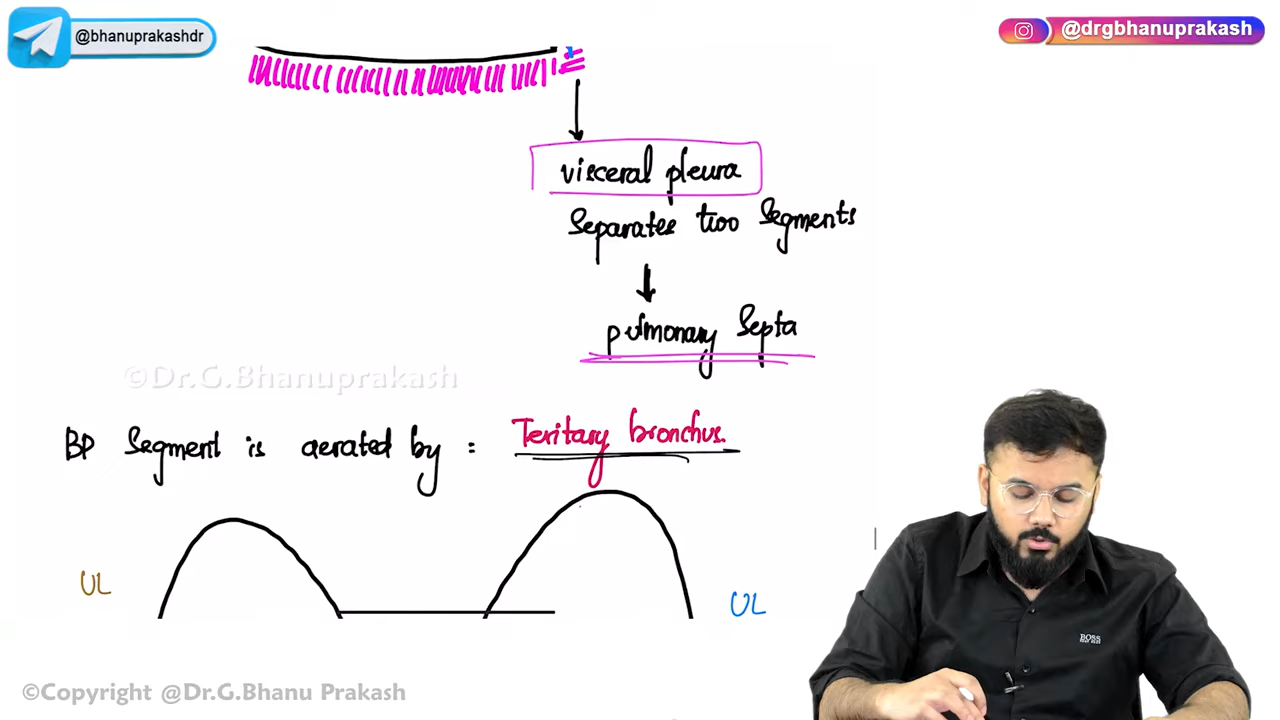 @bhanuprakashdr
@drgbhanuprakash
visceral pleura
Separates two Segments
pulmonary Septa
©Dr.G.Bhanuprakash
BP Segment is aerated by : Teritary bronchus.
UL
UL
BOSS
©Copyright @Dr.G.Bhanu Prakash